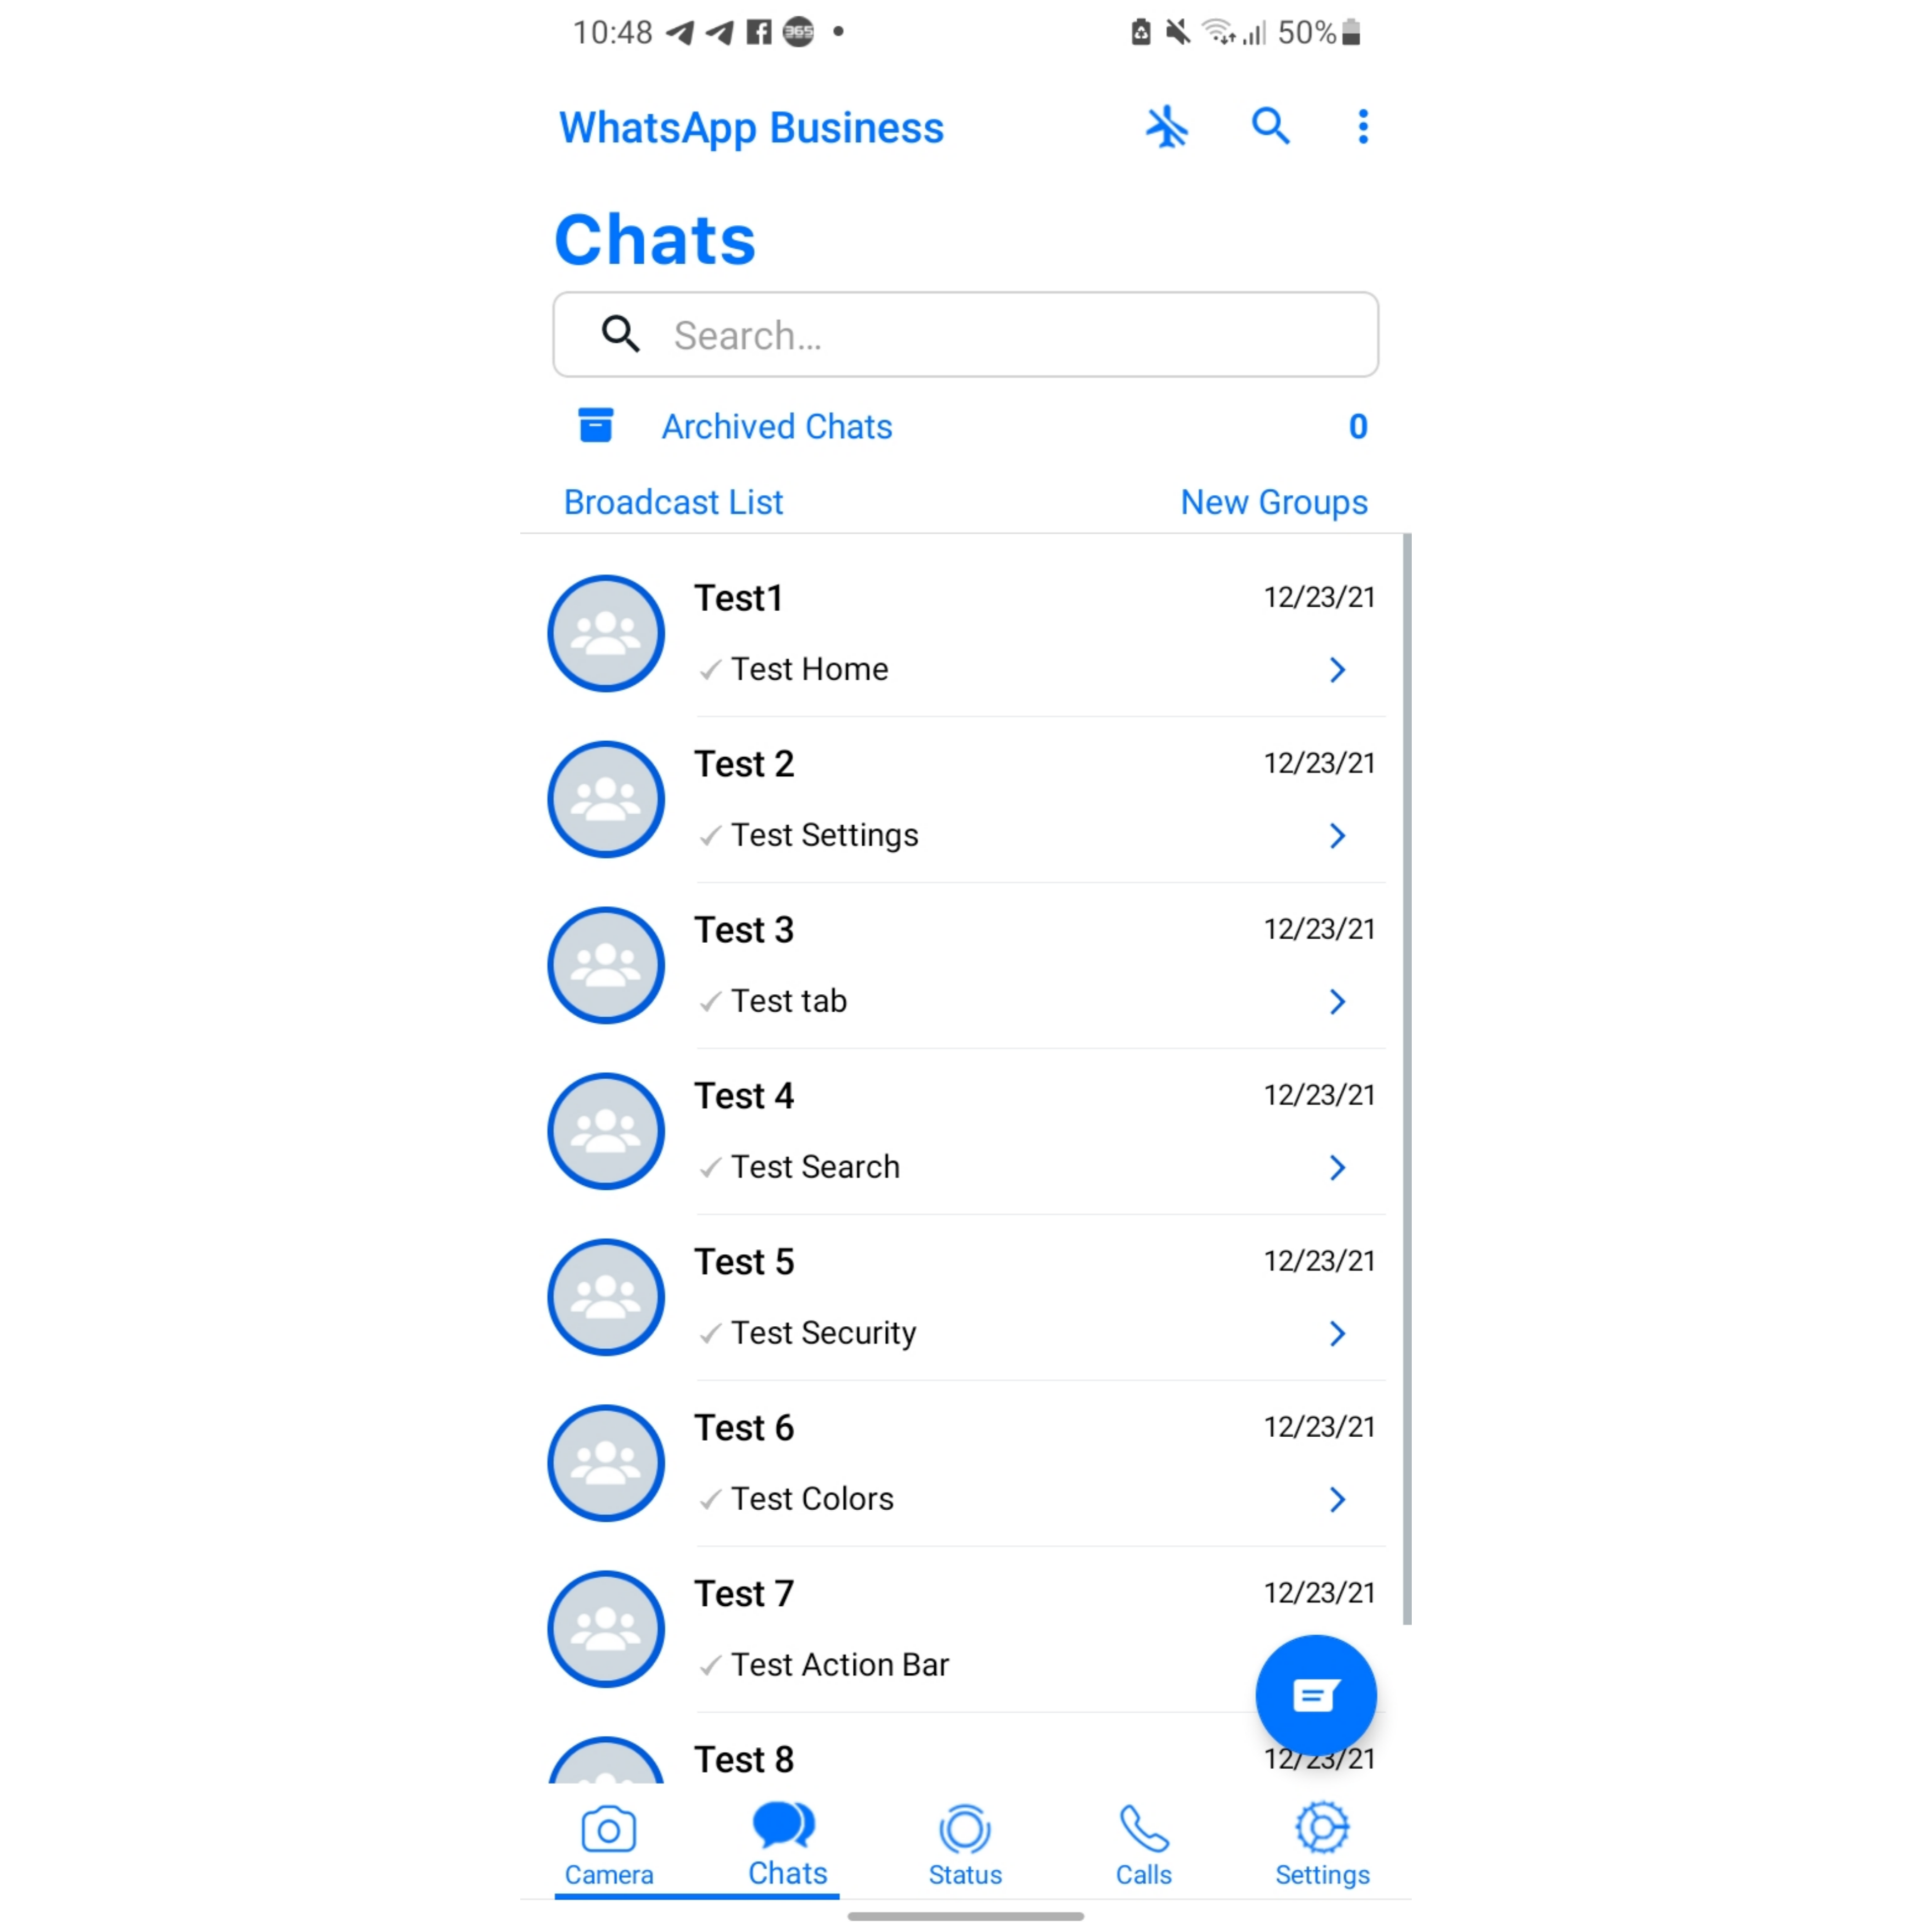 10:48 365 50%
WhatsApp Business
Chats
Search...
Archived Chats 0
Broadcast List New Groups
Test1 12/23/21
Test Home
Test 2 12/23/21
Test Settings
Test 3 12/23/21
Test tab
Test 4 12/23/21
Test Search
Test 5 12/23/21
Test Security
Test 6 12/23/21
Test Colors
Test 7 12/23/21
Test Action Bar
Test 8 12/23/21
Camera Chats Status Calls Settings